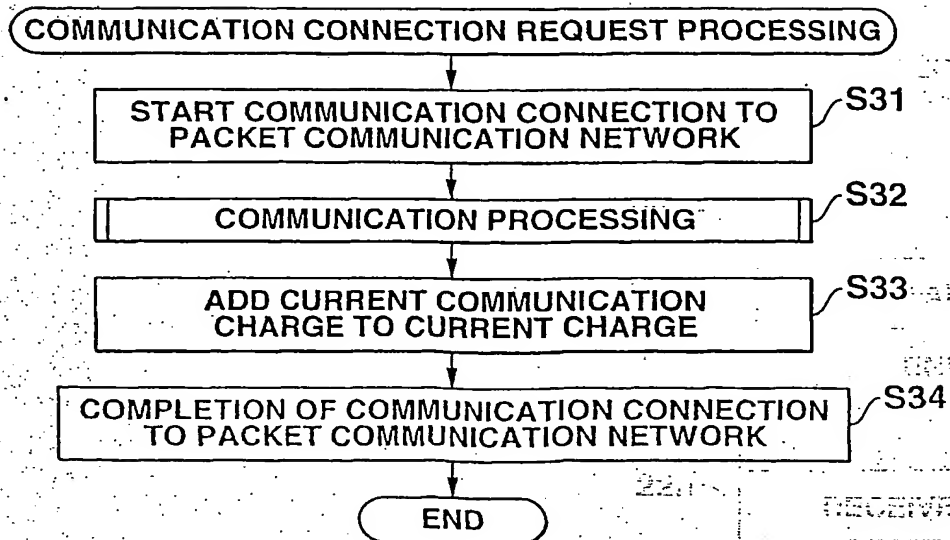 COMMUNICATION CONNECTION REQUEST PROCESSING
START COMMUNICATION CONNECTION TO
PACKET COMMUNICATION NETWORK
S31
COMMUNICATION PROCESSING
S32
ADD CURRENT COMMUNICATION
CHARGE TO CURRENT CHARGE
S33
COMPLETION OF COMMUNICATION CONNECTION
TO PACKET COMMUNICATION NETWORK
S34
END